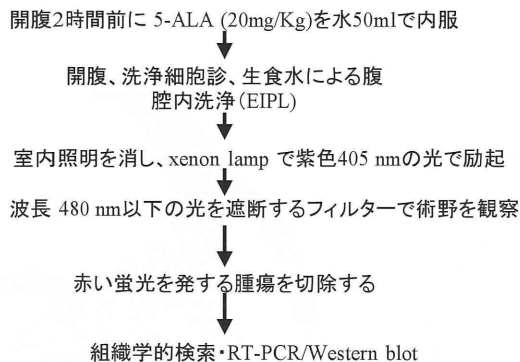 開腹2時間前に 5-ALA (20mg/Kg)を水50mlで内服
開腹、洗浄細胞診、生食水による腹
腔内洗浄(EIPL)
室内照明を消し、xenon lamp で紫色405 nmの光で励起
波長 480 nm以下の光を遮断するフィルターで術野を観察
赤い蛍光を発する腫瘍を切除する
組織学的検索・RT-PCR/Western blot